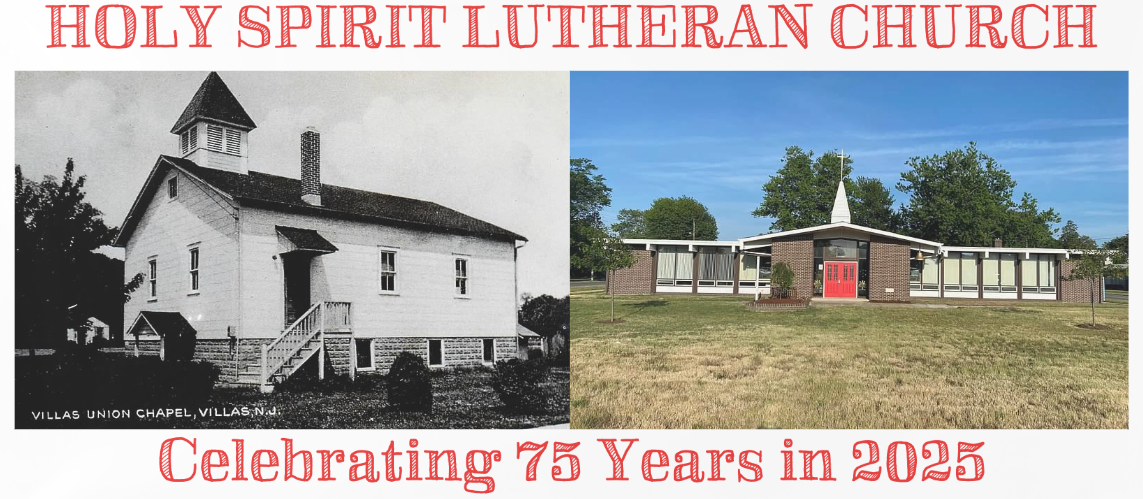 HOLY SPIRIT LUTHERAN CHURCH
VILLAS UNION CHAPEL, VILLAS, N.J.
Celebrating 75 Years in 2025